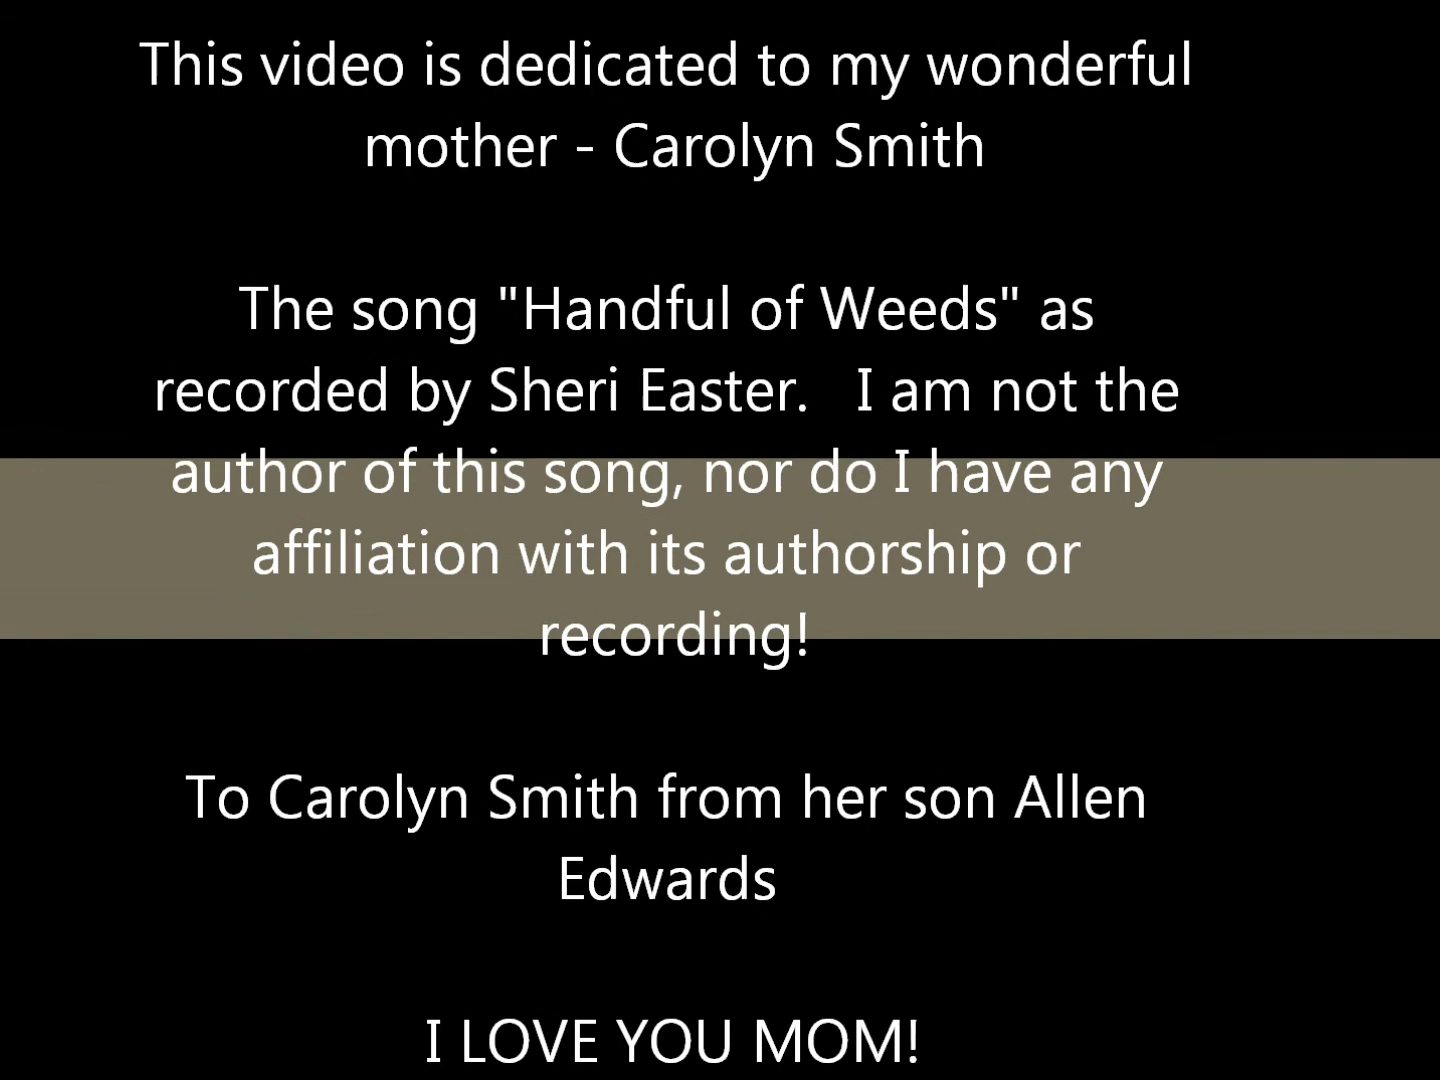 This video is dedicated to my wonderful
mother - Carolyn Smith
The song "Handful of Weeds" as
recorded by Sheri Easter.   I am not the
author of this song, nor do I have any
affiliation with its authorship or
recording!
To Carolyn Smith from her son Allen
Edwards
I LOVE YOU MOM!